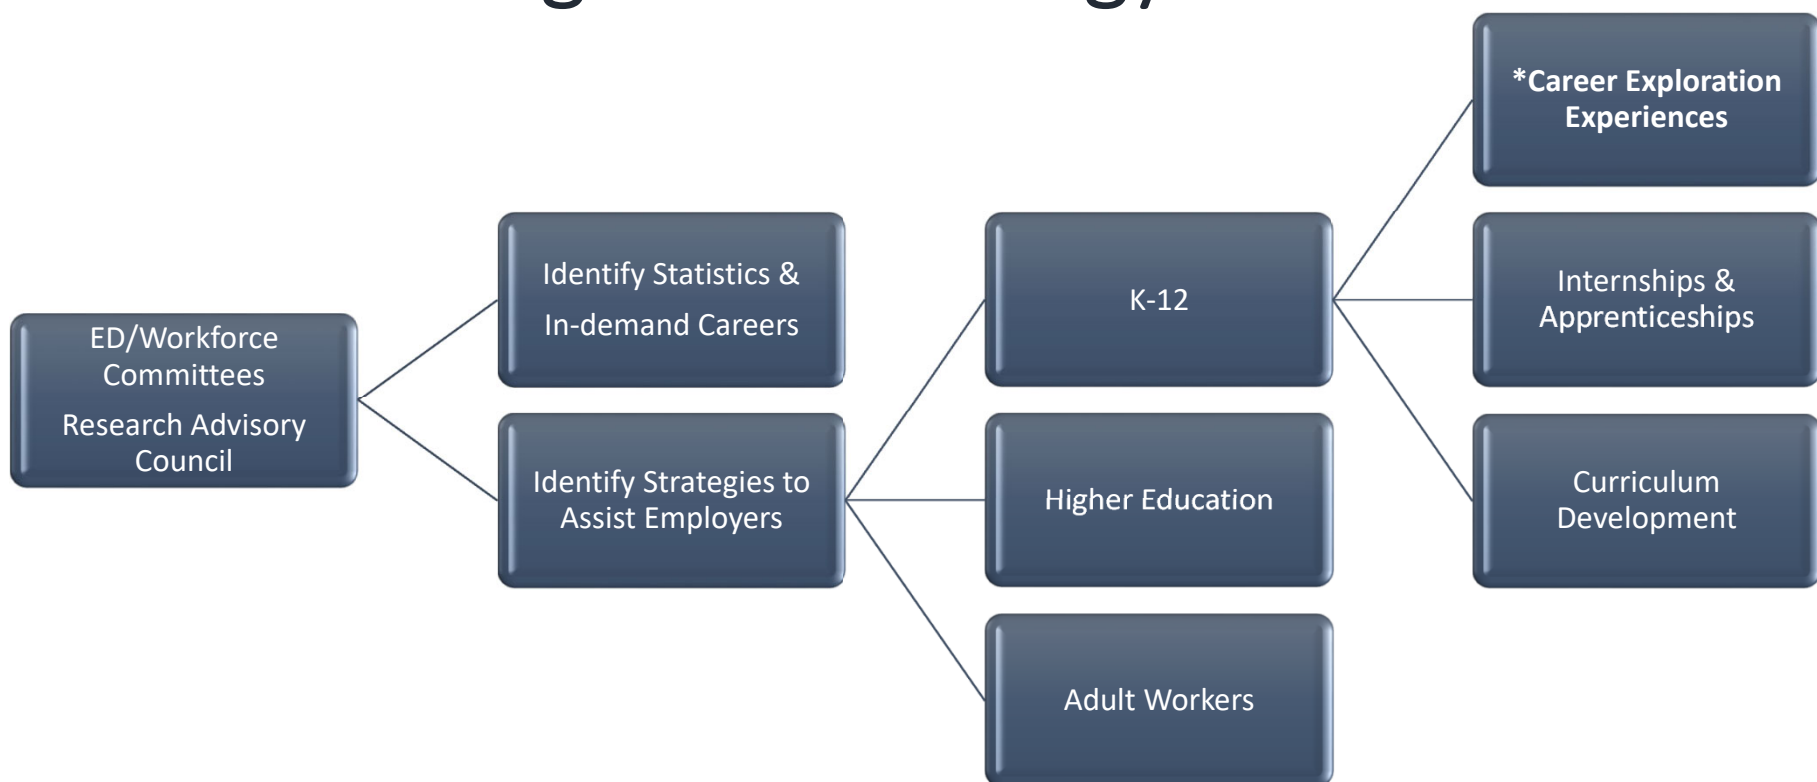 ED/Workforce
Committees
Research Advisory
Council
Identify Statistics &
In-demand Careers
Identify Strategies to
Assist Employers
K-12
Higher Education
Adult Workers
*Career Exploration
Experiences
Internships &
Apprenticeships
Curriculum
Development